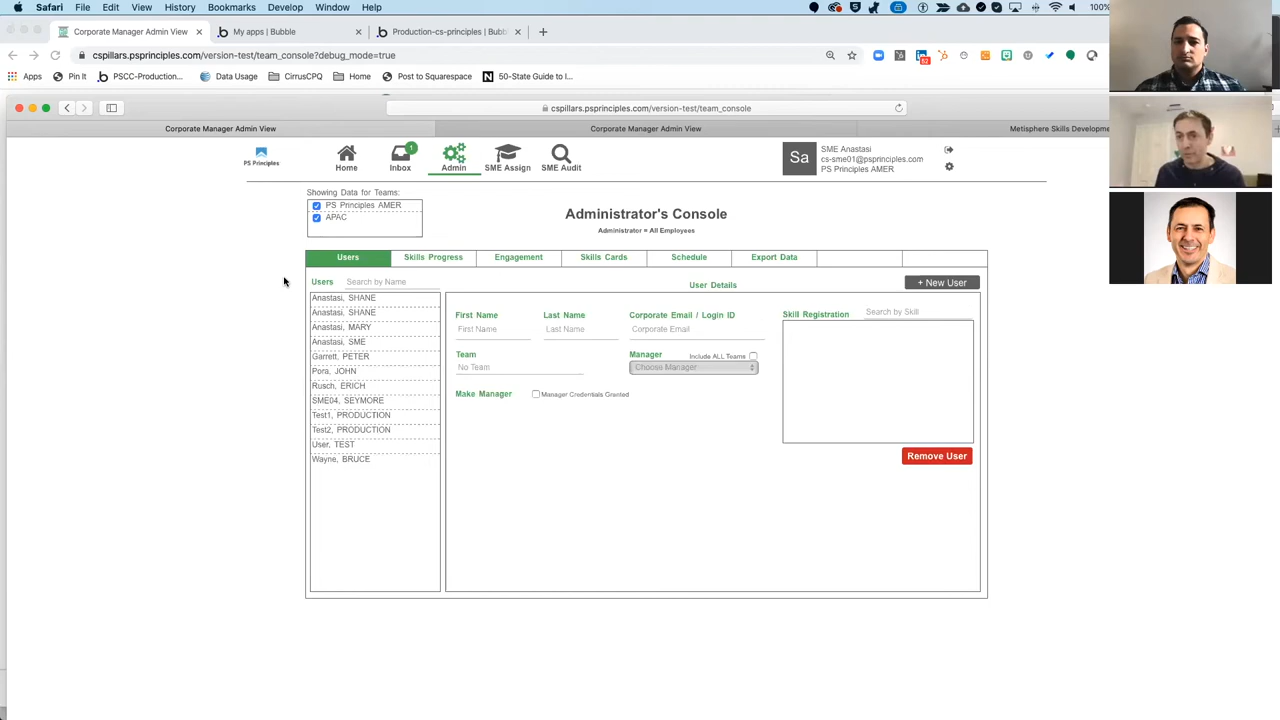 Safari File Edit View History Bookmarks Develop Window Help 100%
Corporate Manager Admin View My apps | Bubble Production-cs-principles | Bubb
cspillars.psprinciples.com/version-test/team_console?debug_mode=true
Apps Pin It PSCC-Production... Data Usage CirrusCPQ Home Post to Squarespace 50-State Guide to I...
cspillars.psprinciples.com/version-test/team_console
Corporate Manager Admin View Corporate Manager Admin View Metisphere Skills Developme
PS Principles
Home Inbox 1 Admin SME Assign SME Audit
Sa
SME Anastasi
cs-sme01@psprinciples.com
PS Principles AMER
Showing Data for Teams:
PS Principles AMER
APAC
Administrator's Console
Administrator = All Employees
Users Skills Progress Engagement Skills Cards Schedule Export Data
Users Search by Name
Anastasi, SHANE
Anastasi, SHANE
Anastasi, MARY
Anastasi, SME
Garrett, PETER
Pora, JOHN
Rusch, ERICH
SME04, SEYMORE
Test1, PRODUCTION
Test2, PRODUCTION
User, TEST
Wayne, BRUCE
User Details
+ New User
First Name Last Name Corporate Email / Login ID
First Name Last Name Corporate Email
Team Manager Include ALL Teams
No Team Choose Manager
Make Manager Manager Credentials Granted
Skill Registration Search by Skill
Remove User